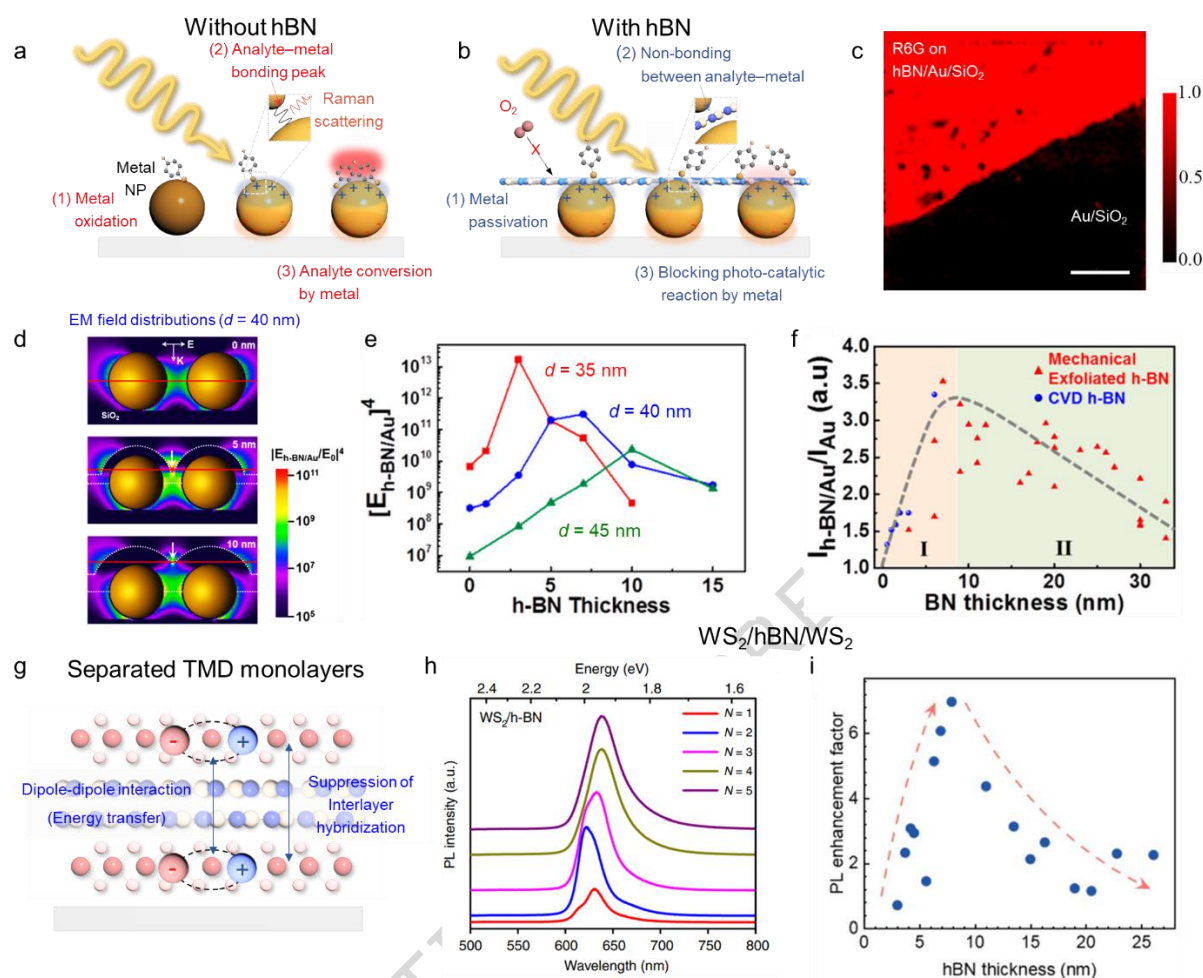 Without hBN
a
(2) Analyte–metal
bonding peak
Raman
scattering
Metal
NP
(1) Metal
oxidation
(3) Analyte conversion
by metal
With hBN
b
(2) Non-bonding
between analyte–metal
O2
X
(1) Metal
passivation
(3) Blocking photo-catalytic
reaction by metal
c
R6G on
hBN/Au/SiO2
Au/SiO2
1.0
0.5
0.0
d
EM field distributions (d = 40 nm)
0 nm
E
K
SiO2
5 nm
10 nm
|Eh-BN/Au/E0|4
10^11
10^9
10^7
10^5
e
[Eh-BN/Au]^4
10^13
10^12
10^11
10^10
10^9
10^8
10^7
d = 35 nm
d = 40 nm
d = 45 nm
0 5 10 15
h-BN Thickness
f
Ih-BN/Au/IAu (a.u)
4.0
3.5
3.0
2.5
2.0
1.5
1.0
Mechanical
Exfoliated h-BN
CVD h-BN
I
II
0 10 20 30
BN thickness (nm)
WS2/hBN/WS2
g
Separated TMD monolayers
- +
Dipole-dipole interaction
(Energy transfer)
Suppression of
Interlayer
hybridization
- +
h
Energy (eV)
2.4 2.2 2 1.8 1.6
WS2/h-BN
N = 1
N = 2
N = 3
N = 4
N = 5
PL intensity (a.u.)
500 550 600 650 700 750 800
Wavelength (nm)
i
PL enhancement factor
6
4
2
0
0 5 10 15 20 25
hBN thickness (nm)